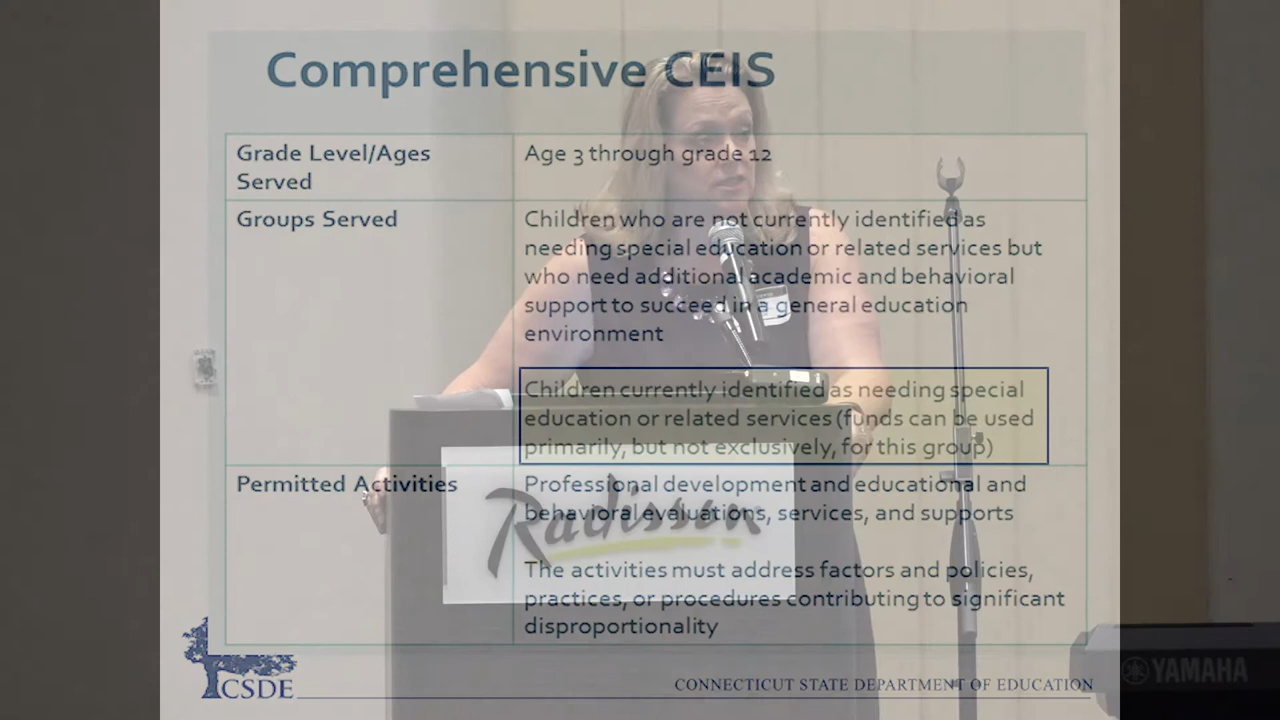 Comprehensive CEIS
Grade Level/Ages
Served
Age 3 through grade 12
Groups Served
Children who are not currently identified as
needing special education or related services but
who need additional academic and behavioral
support to succeed in a general education
environment
Children currently identified as needing special
education or related services (funds can be used
primarily, but not exclusively, for this group)
Permitted Activities
Professional development and educational and
behavioral evaluations, services, and supports
The activities must address factors and policies,
practices, or procedures contributing to significant
disproportionality
Radisson
CSDE
CONNECTICUT STATE DEPARTMENT OF EDUCATION
YAMAHA